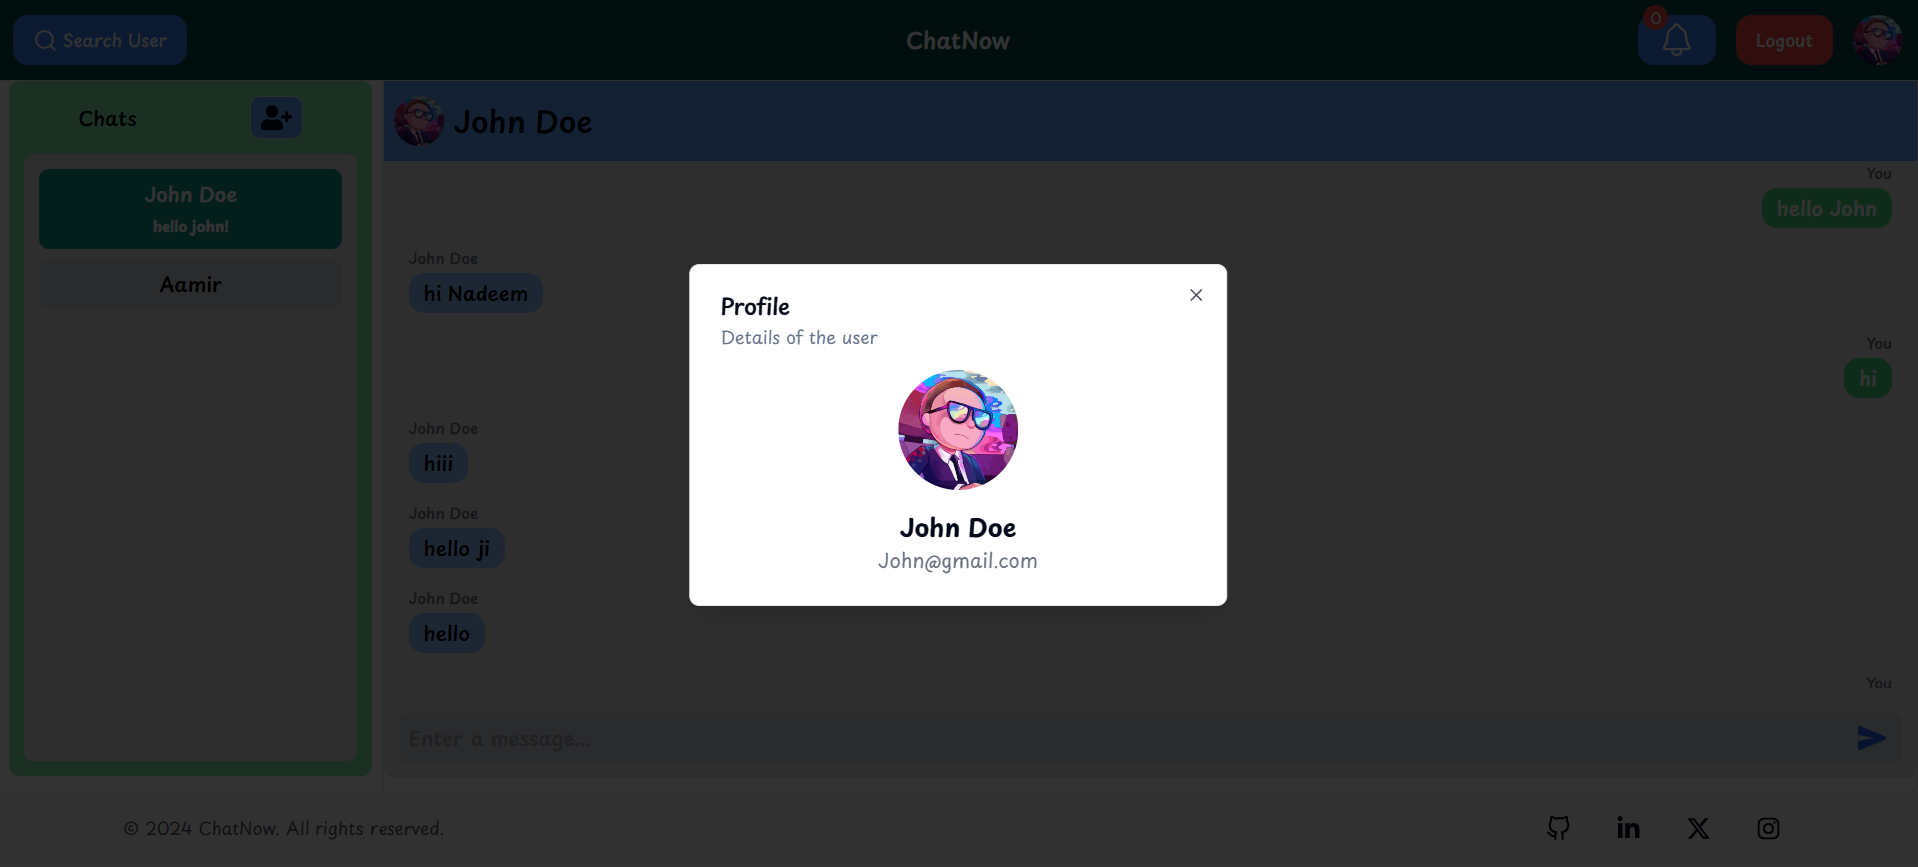 Search User
ChatNow
0
Logout
Chats
John Doe
hello john!
Aamir
John Doe
You
hello John
John Doe
hi Nadeem
You
hi
John Doe
hiii
John Doe
hello ji
John Doe
hello
You
Enter a message...
Profile
Details of the user
John Doe
John@gmail.com
© 2024 ChatNow. All rights reserved.